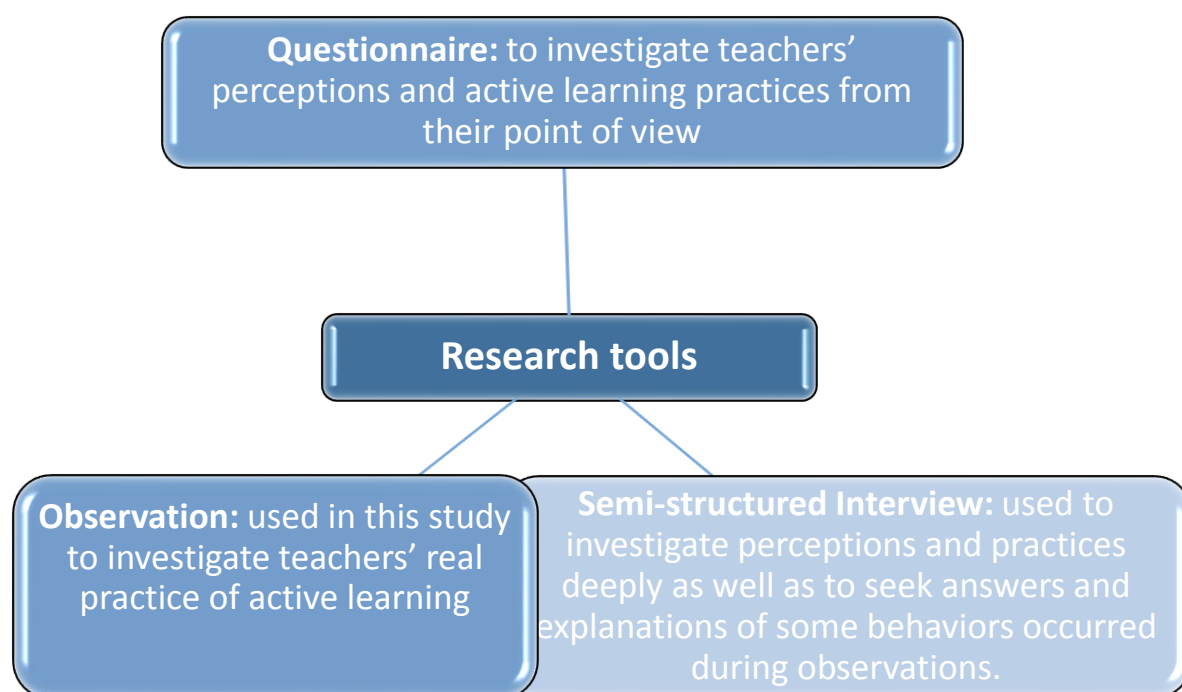 Questionnaire: to investigate teachers’
perceptions and active learning practices from
their point of view
Research tools
Observation: used in this study
to investigate teachers’ real
practice of active learning
Semi-structured Interview: used to
investigate perceptions and practices
deeply as well as to seek answers and
explanations of some behaviors occurred
during observations.